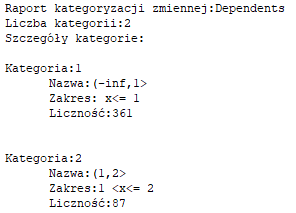 Raport kategoryzacji zmiennej:Dependents
Liczba kategorii:2
Szczegóły kategorie:
Kategoria:1
Nazwa:(-inf,1>
Zakres: x<= 1
Liczność:361
Kategoria:2
Nazwa:(1,2>
Zakres:1 <x<= 2
Liczność:87